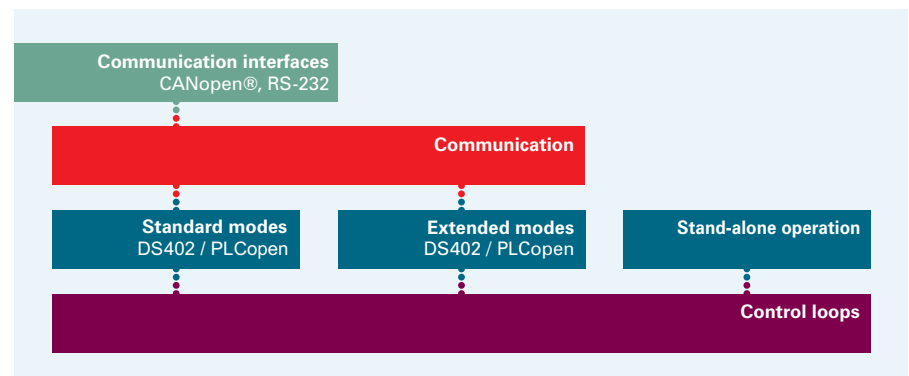 Communication interfaces
CANopen®, RS-232
Communication
Standard modes
DS402 / PLCopen
Extended modes
DS402 / PLCopen
Stand-alone operation
Control loops